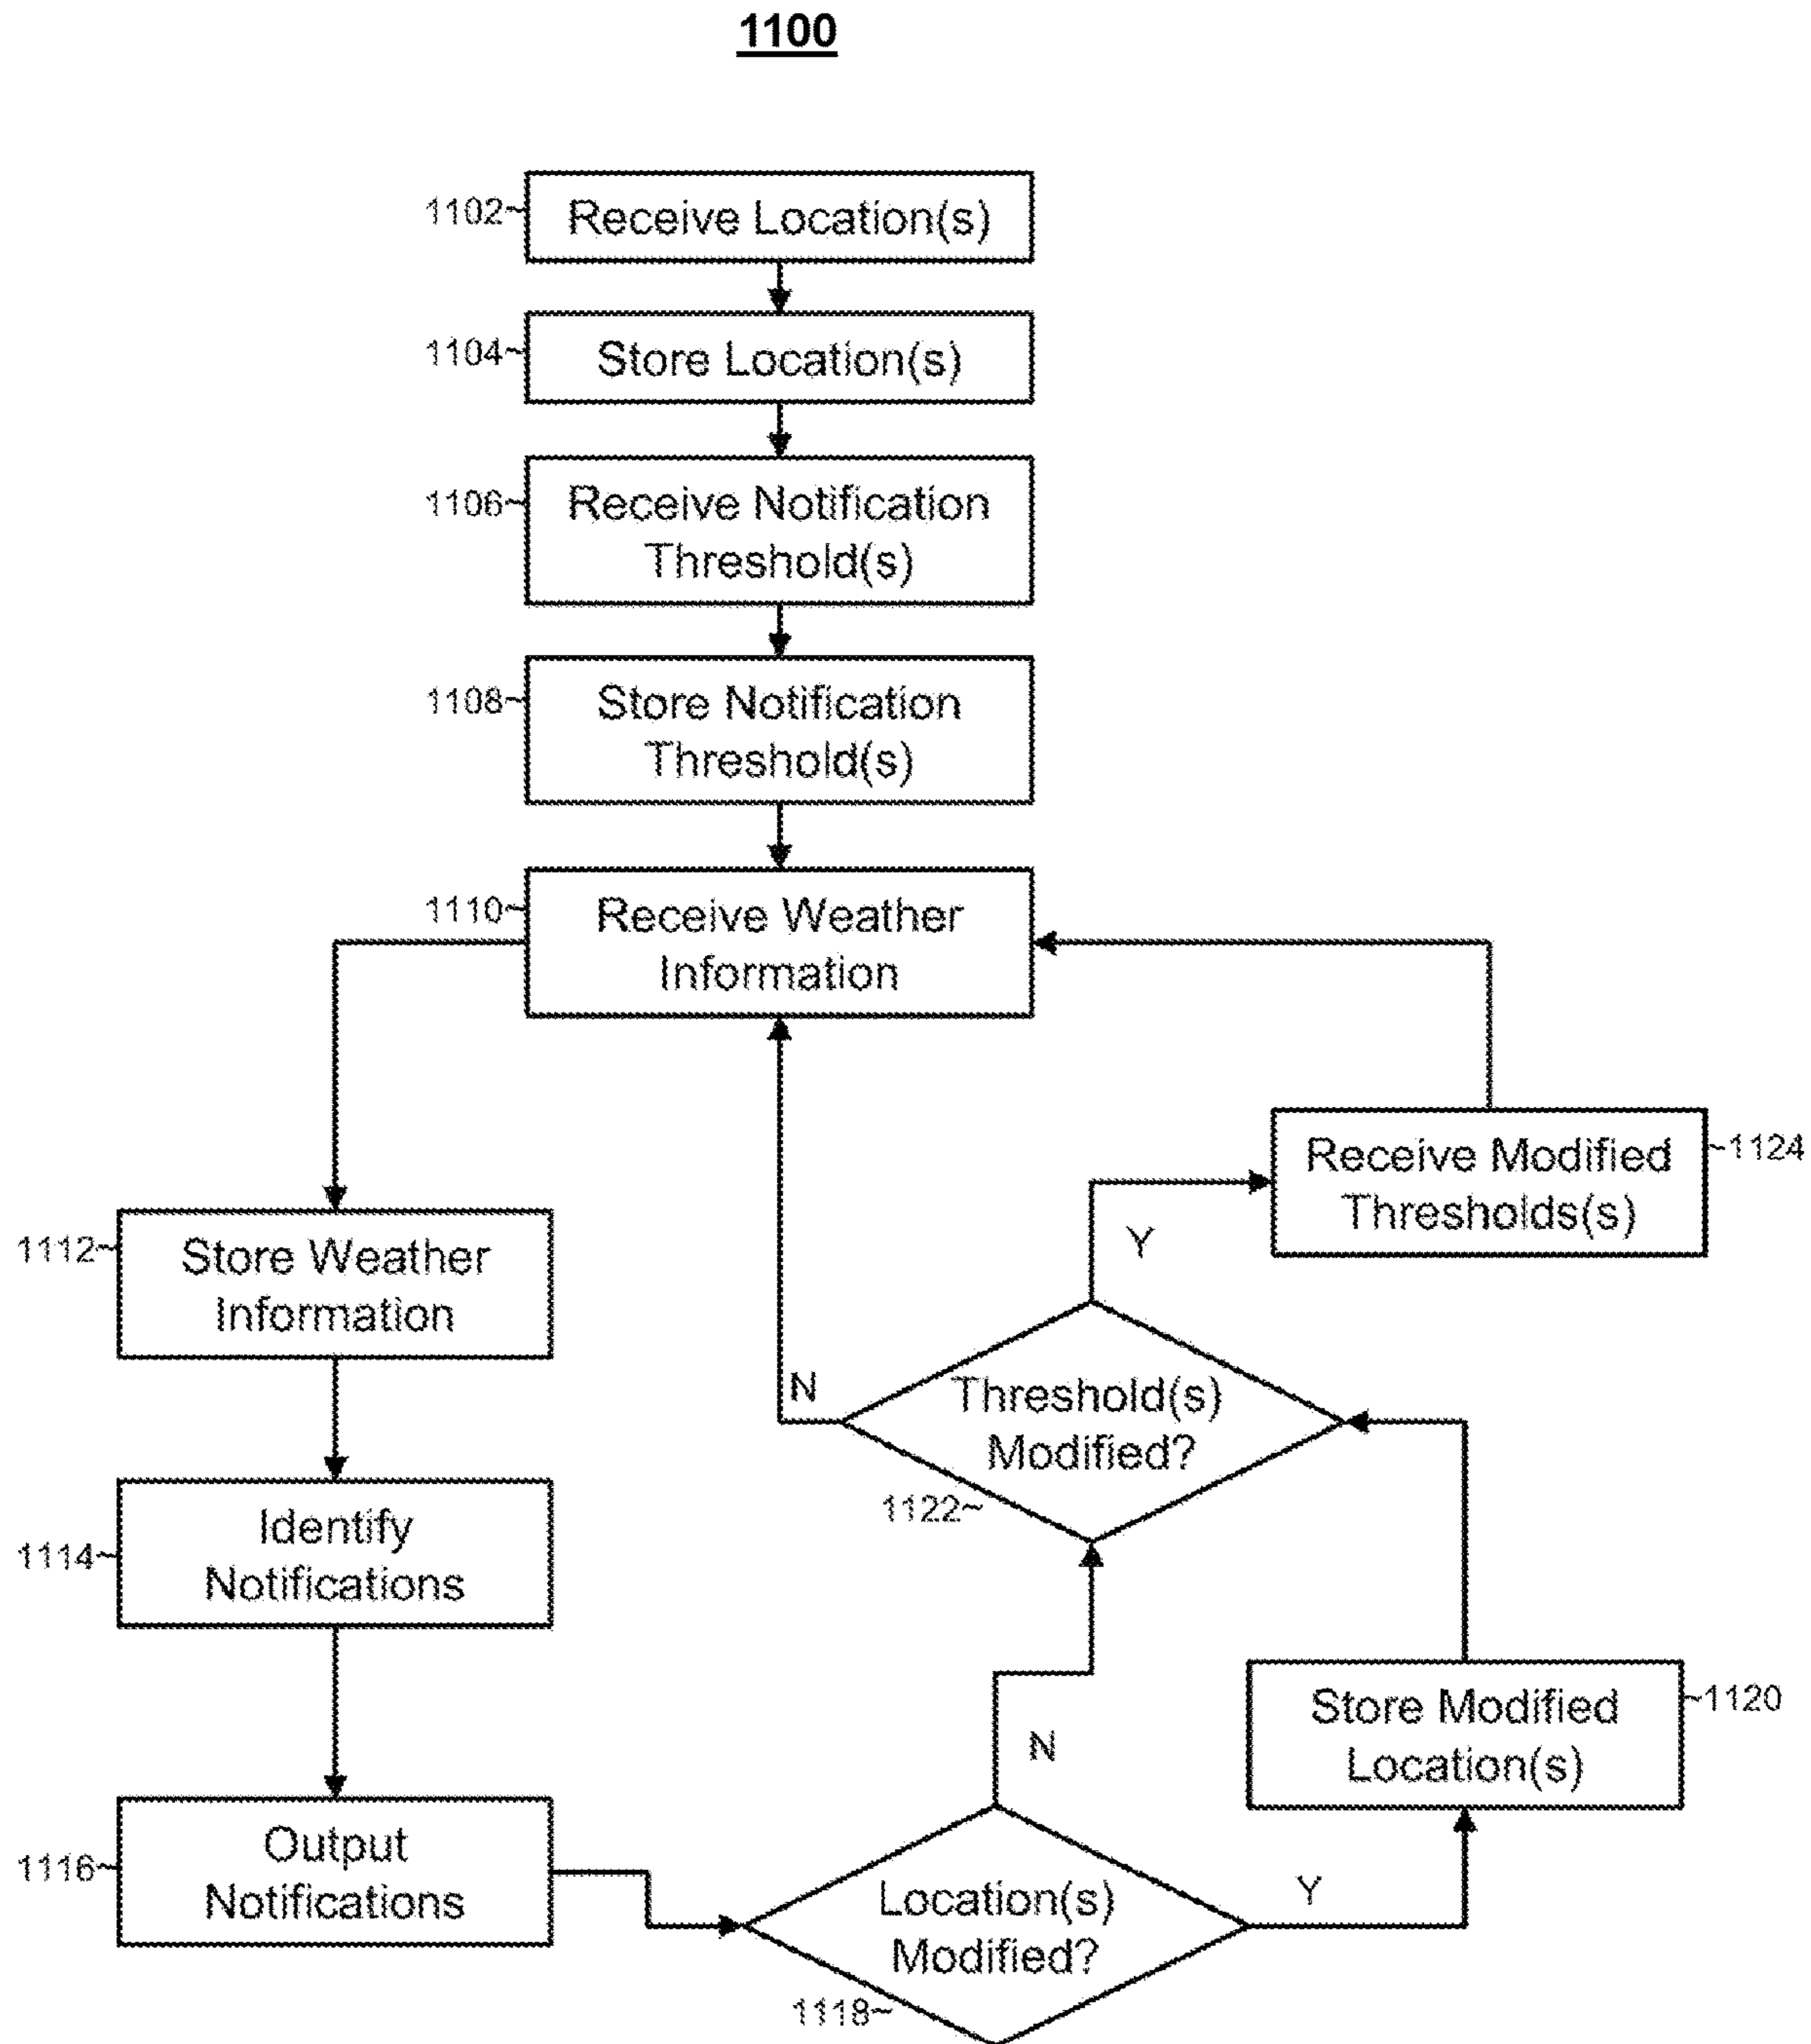 1100
1102
Receive Location(s)
1104
Store Location(s)
1106
Receive Notification
Threshold(s)
1108
Store Notification
Threshold(s)
1110
Receive Weather
Information
1124
Receive Modified
Thresholds(s)
Y
1112
Store Weather
Information
N
Threshold(s)
Modified?
1122
1114
Identify
Notifications
1120
Store Modified
Location(s)
N
1116
Output
Notifications
Y
Location(s)
Modified?
1118